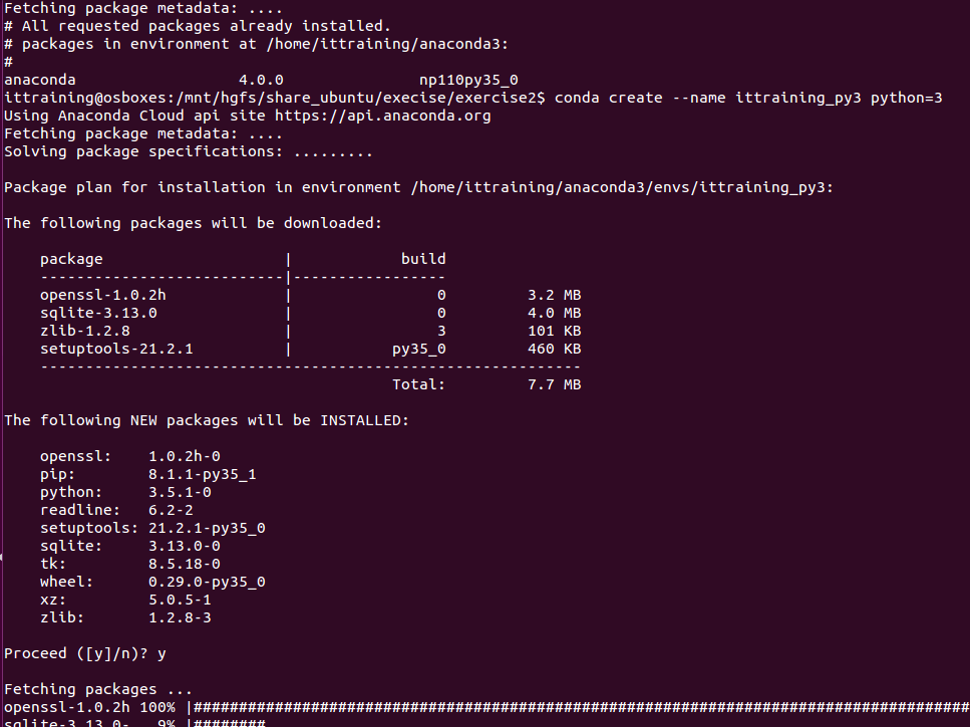 Fetching package metadata: ....
# All requested packages already installed.
# packages in environment at /home/ittraining/anaconda3:
#
anaconda                  4.0.0               np110py35_0
ittraining@osboxes:/mnt/hgfs/share_ubuntu/execise/exercise2$ conda create --name ittraining_py3 python=3
Using Anaconda Cloud api site https://api.anaconda.org
Fetching package metadata: ....
Solving package specifications: .........

Package plan for installation in environment /home/ittraining/anaconda3/envs/ittraining_py3:

The following packages will be downloaded:

    package                    |            build
    ---------------------------|-----------------
    openssl-1.0.2h             |                0         3.2 MB
    sqlite-3.13.0              |                0         4.0 MB
    zlib-1.2.8                 |                3         101 KB
    setuptools-21.2.1          |           py35_0         460 KB
    ------------------------------------------------------------
                                           Total:         7.7 MB

The following NEW packages will be INSTALLED:

    openssl:    1.0.2h-0
    pip:        8.1.1-py35_1
    python:     3.5.1-0
    readline:   6.2-2
    setuptools: 21.2.1-py35_0
    sqlite:     3.13.0-0
    tk:         8.5.18-0
    wheel:      0.29.0-py35_0
    xz:         5.0.5-1
    zlib:       1.2.8-3

Proceed ([y]/n)? y

Fetching packages ...
openssl-1.0.2h 100% |######################################################################################
sqlite-3.13.0-   9% |########